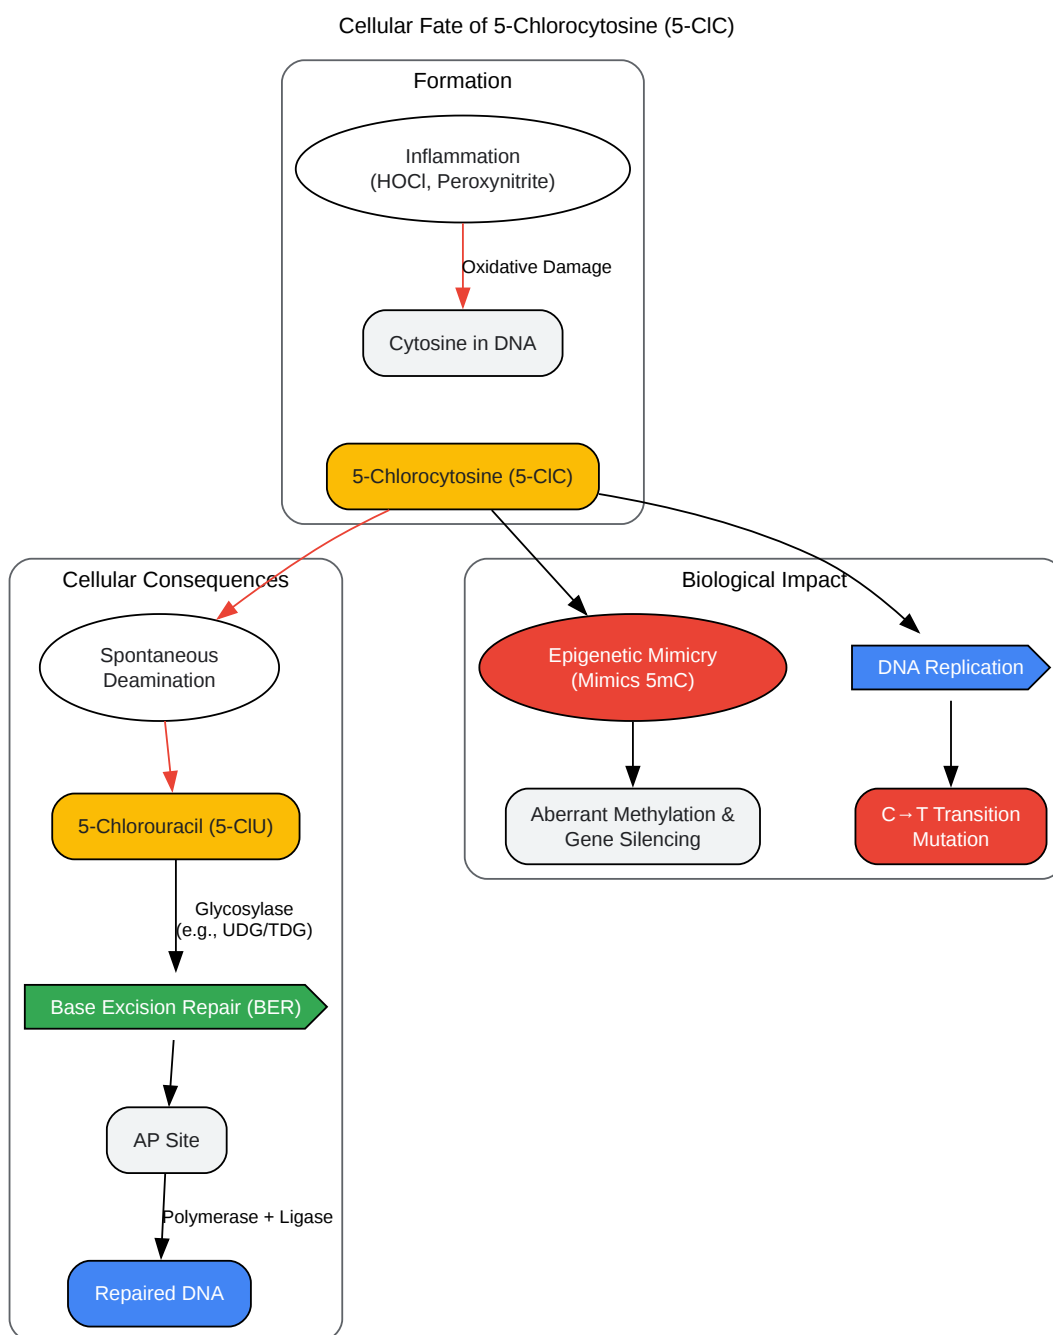 Cellular Fate of 5-Chlorocytosine (5-ClC)
Formation
Inflammation
(HOCl, Peroxynitrite)
Oxidative Damage
Cytosine in DNA
5-Chlorocytosine (5-ClC)
Cellular Consequences
Spontaneous
Deamination
5-Chlorouracil (5-ClU)
Glycosylase
(e.g., UDG/TDG)
Base Excision Repair (BER)
AP Site
Polymerase + Ligase
Repaired DNA
Biological Impact
Epigenetic Mimicry
(Mimics 5mC)
Aberrant Methylation &
Gene Silencing
DNA Replication
C→T Transition
Mutation